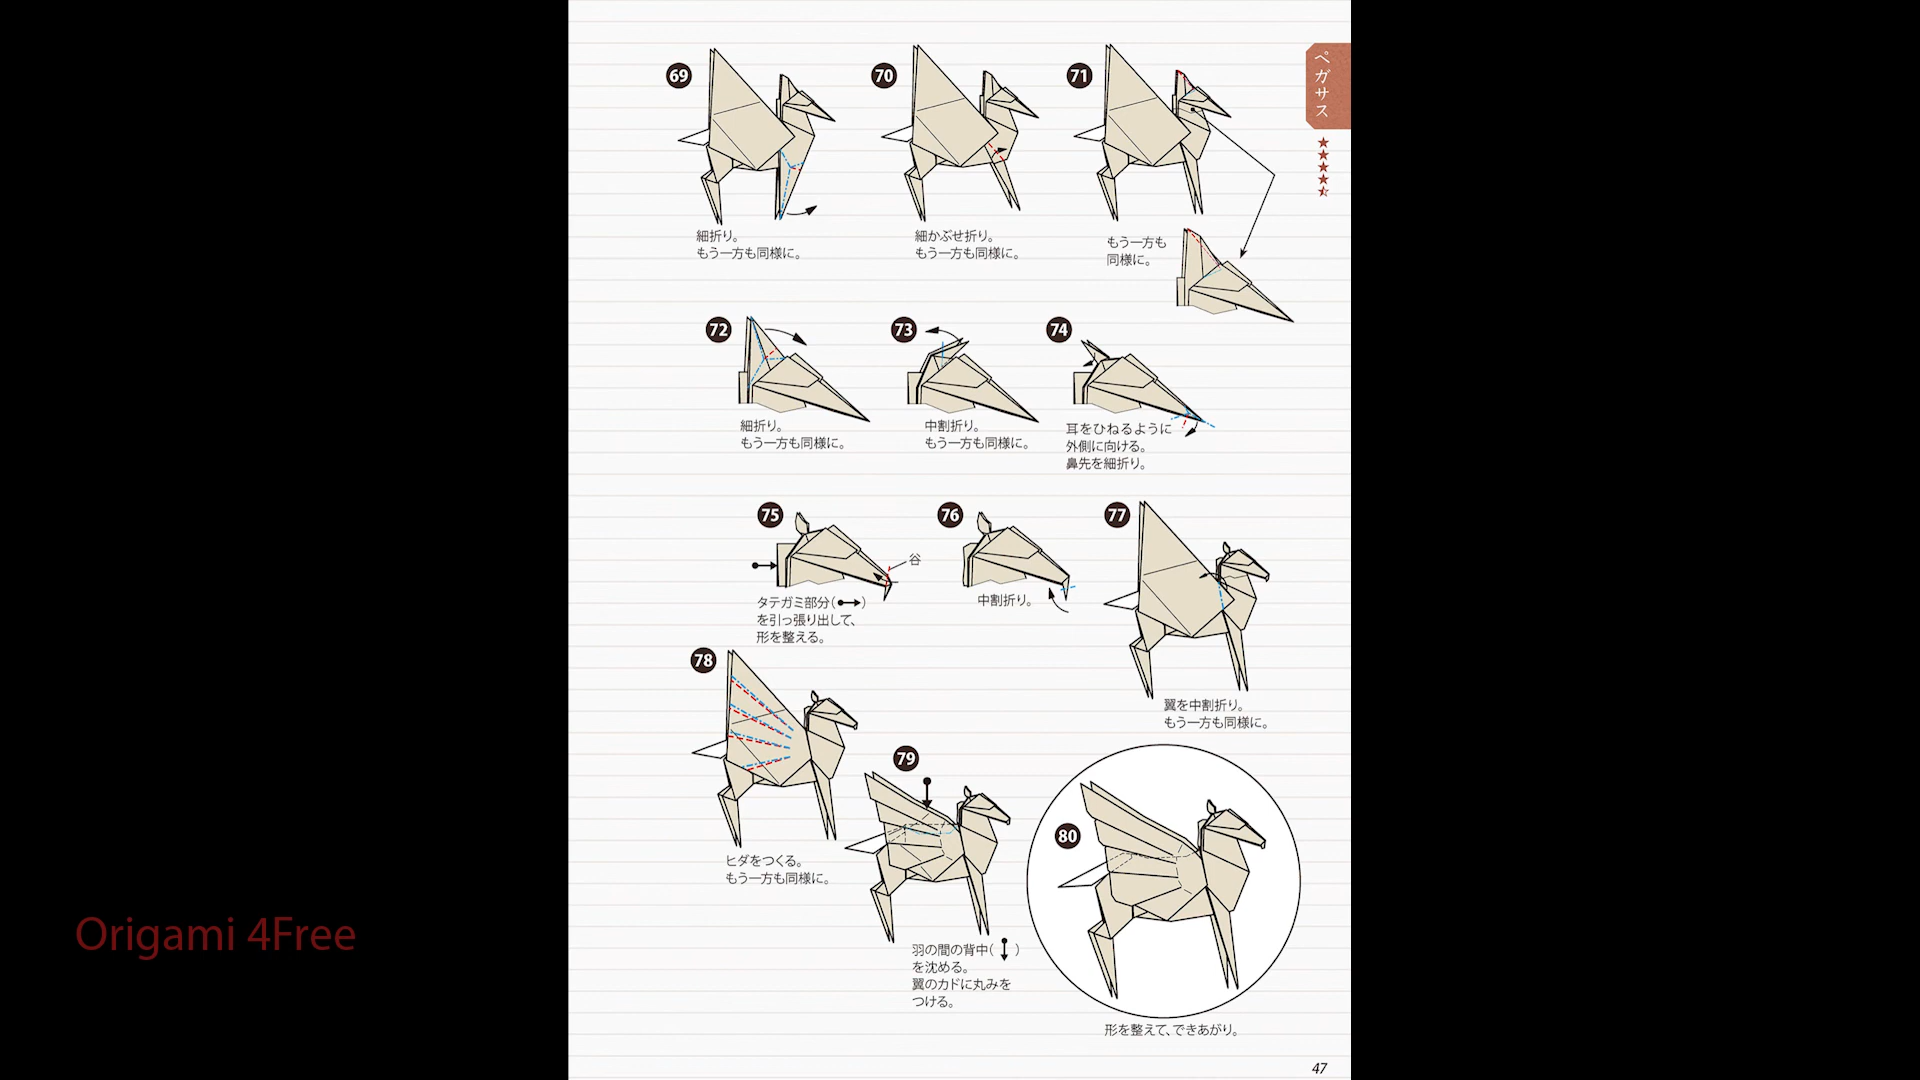 ペガサス
69
70
71
細折り。
もう一方も同様に。
細かぶせ折り。
もう一方も同様に。
もう一方も
同様に。
72
73
74
細折り。
もう一方も同様に。
中割折り。
もう一方も同様に。
耳をひねるように
外側に向ける。
鼻先を細折り。
75
76
77
谷
タテガミ部分( )
を引っ張り出して、
形を整える。
中割折り。
翼を中割折り。
もう一方も同様に。
78
79
80
ヒダをつくる。
もう一方も同様に。
羽の間の背中( )
を沈める。
翼のカドに丸みを
つける。
形を整えて、できあがり。
47
Origami 4Free